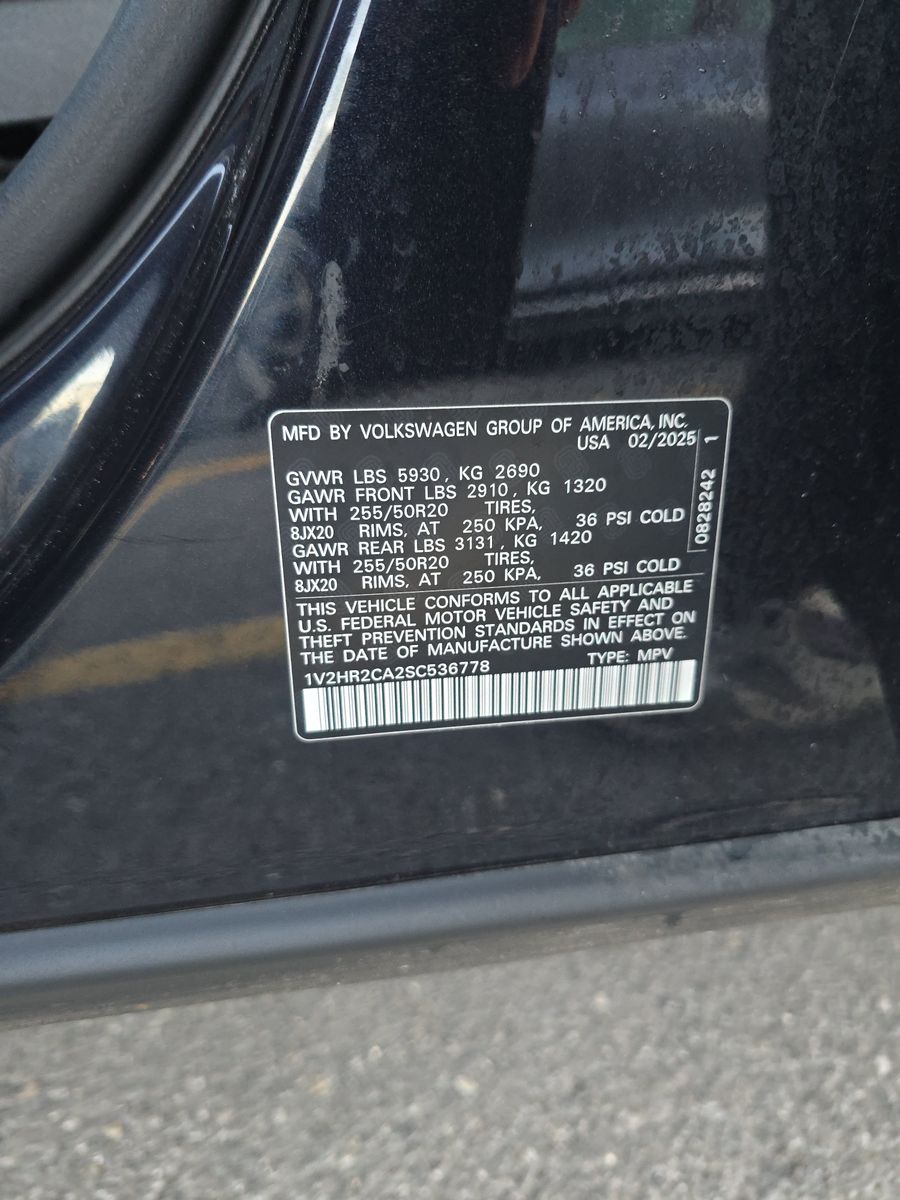 MFD BY VOLKSWAGEN GROUP OF AMERICA, INC.
USA 02/2025
GVWR LBS 5930, KG 2690
GAWR FRONT LBS 2910, KG 1320
WITH 255/50R20 TIRES,
8JX20 RIMS, AT 250 KPA, 36 PSI COLD
GAWR REAR LBS 3131, KG 1420
WITH 255/50R20 TIRES,
8JX20 RIMS, AT 250 KPA, 36 PSI COLD
THIS VEHICLE CONFORMS TO ALL APPLICABLE
U.S. FEDERAL MOTOR VEHICLE SAFETY AND
THEFT PREVENTION STANDARDS IN EFFECT ON
THE DATE OF MANUFACTURE SHOWN ABOVE.
1V2HR2CA2SC536778 TYPE: MPV
0828242 1